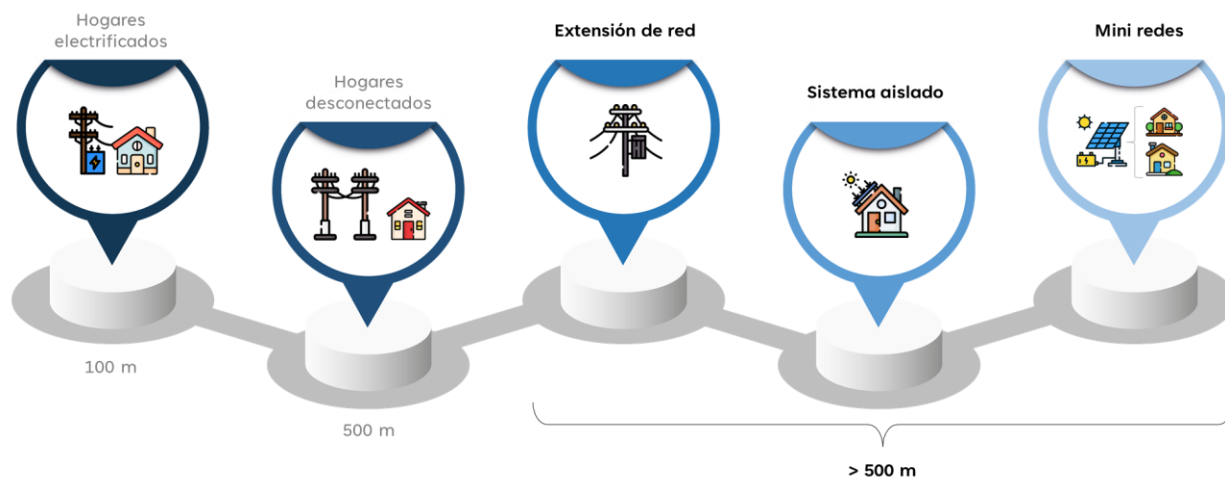 Hogares
electrificados
Hogares
desconectados
Extensión de red
Sistema aislado
Mini redes
100 m
500 m
> 500 m